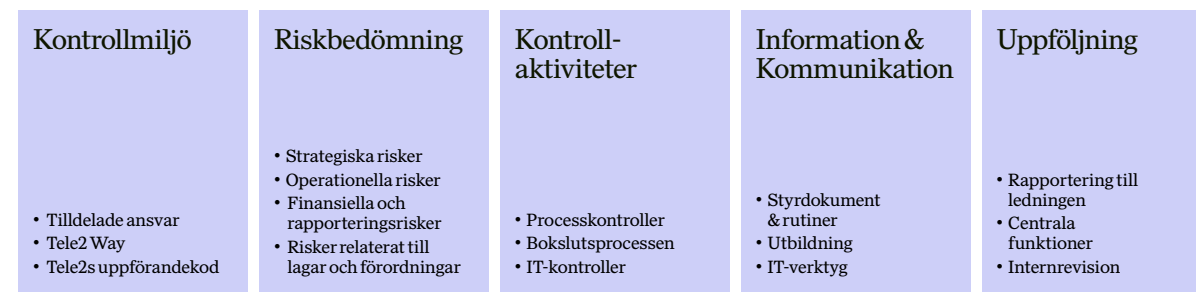 Kontrollmiljö
• Tilldelade ansvar
• Tele2 Way
• Tele2s uppförandekod
Riskbedömning
• Strategiska risker
• Operationella risker
• Finansiella och
rapporteringsrisker
• Risker relaterat till
lagar och förordningar
Kontroll-
aktiviteter
• Processkontroller
• Bokslutsprocessen
• IT-kontroller
Information &
Kommunikation
• Styrdokument
& rutiner
• Utbildning
• IT-verktyg
Uppföljning
• Rapportering till
ledningen
• Centrala
funktioner
• Internrevision